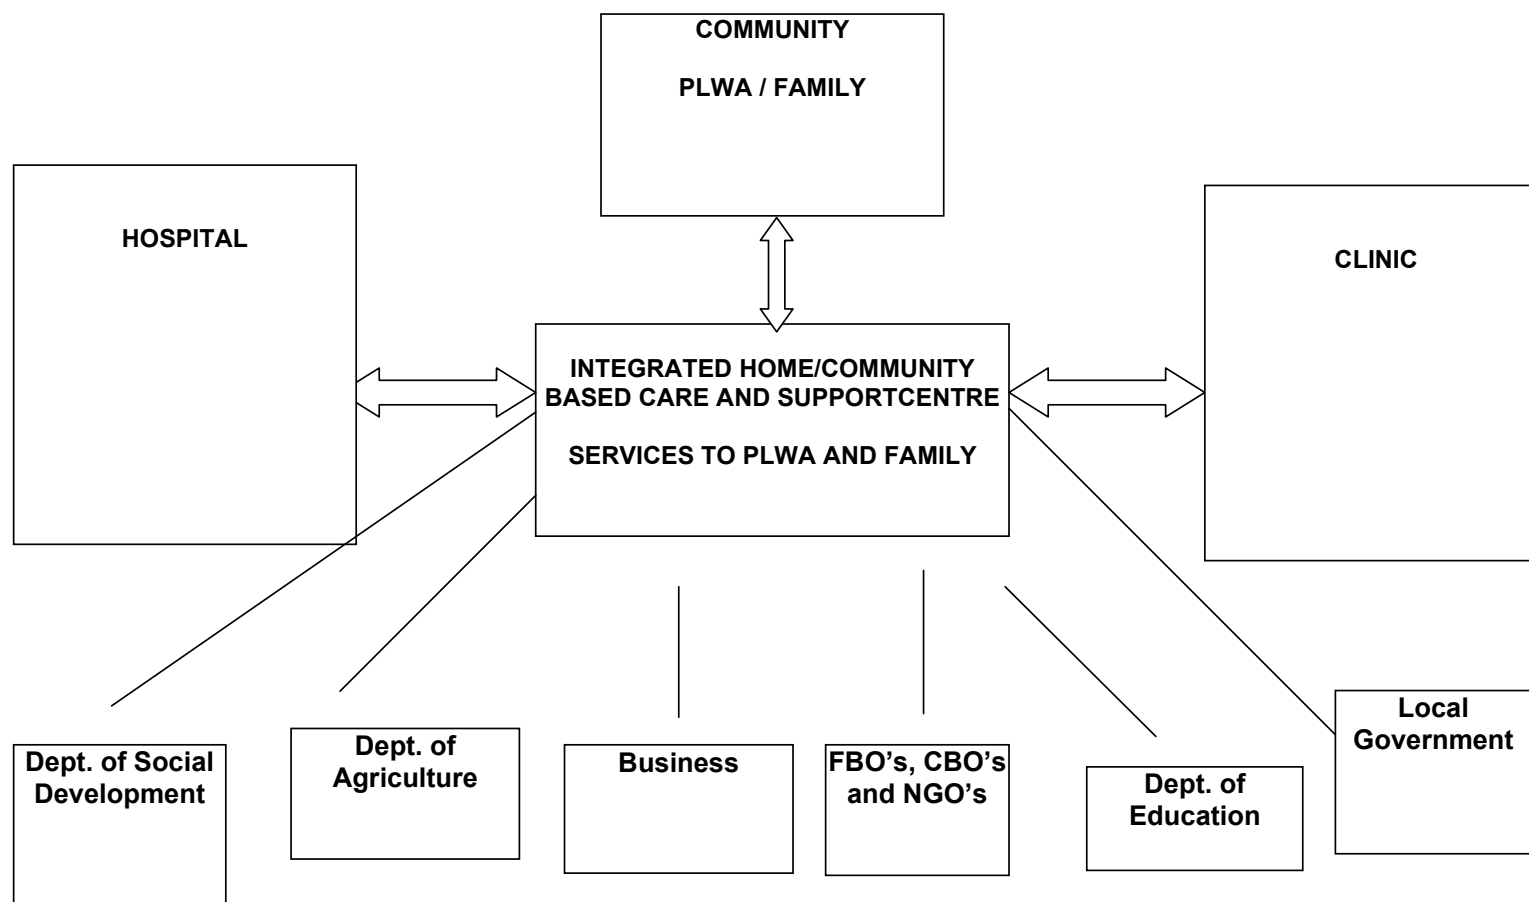 COMMUNITY
PLWA / FAMILY
HOSPITAL
CLINIC
INTEGRATED HOME/COMMUNITY
BASED CARE AND SUPPORTCENTRE
SERVICES TO PLWA AND FAMILY
Dept. of Social
Development
Dept. of
Agriculture
Business
FBO’s, CBO’s
and NGO’s
Dept. of
Education
Local
Government